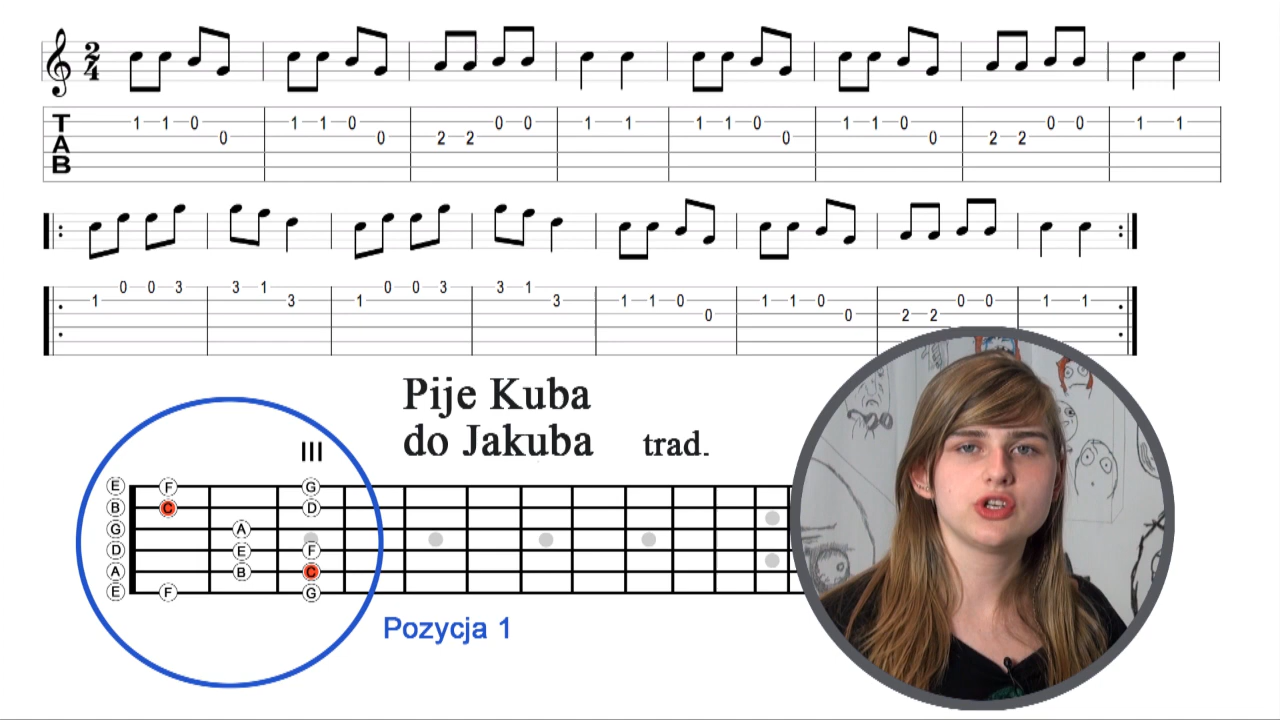 2
4
T 1 1 0 0 1 1 0 0 2 2 0 0 1 1 1 1 0 0 1 1 0 0 2 2 0 0 1 1
A
B
1 0 0 3 3 1 3 1 0 0 3 3 1 3 1 1 0 0 1 1 0 0 2 2 0 0 1 1
Pije Kuba
do Jakuba trad.
III
E F G
B C D
G A
D E F
A B C
E F G
Pozycja 1